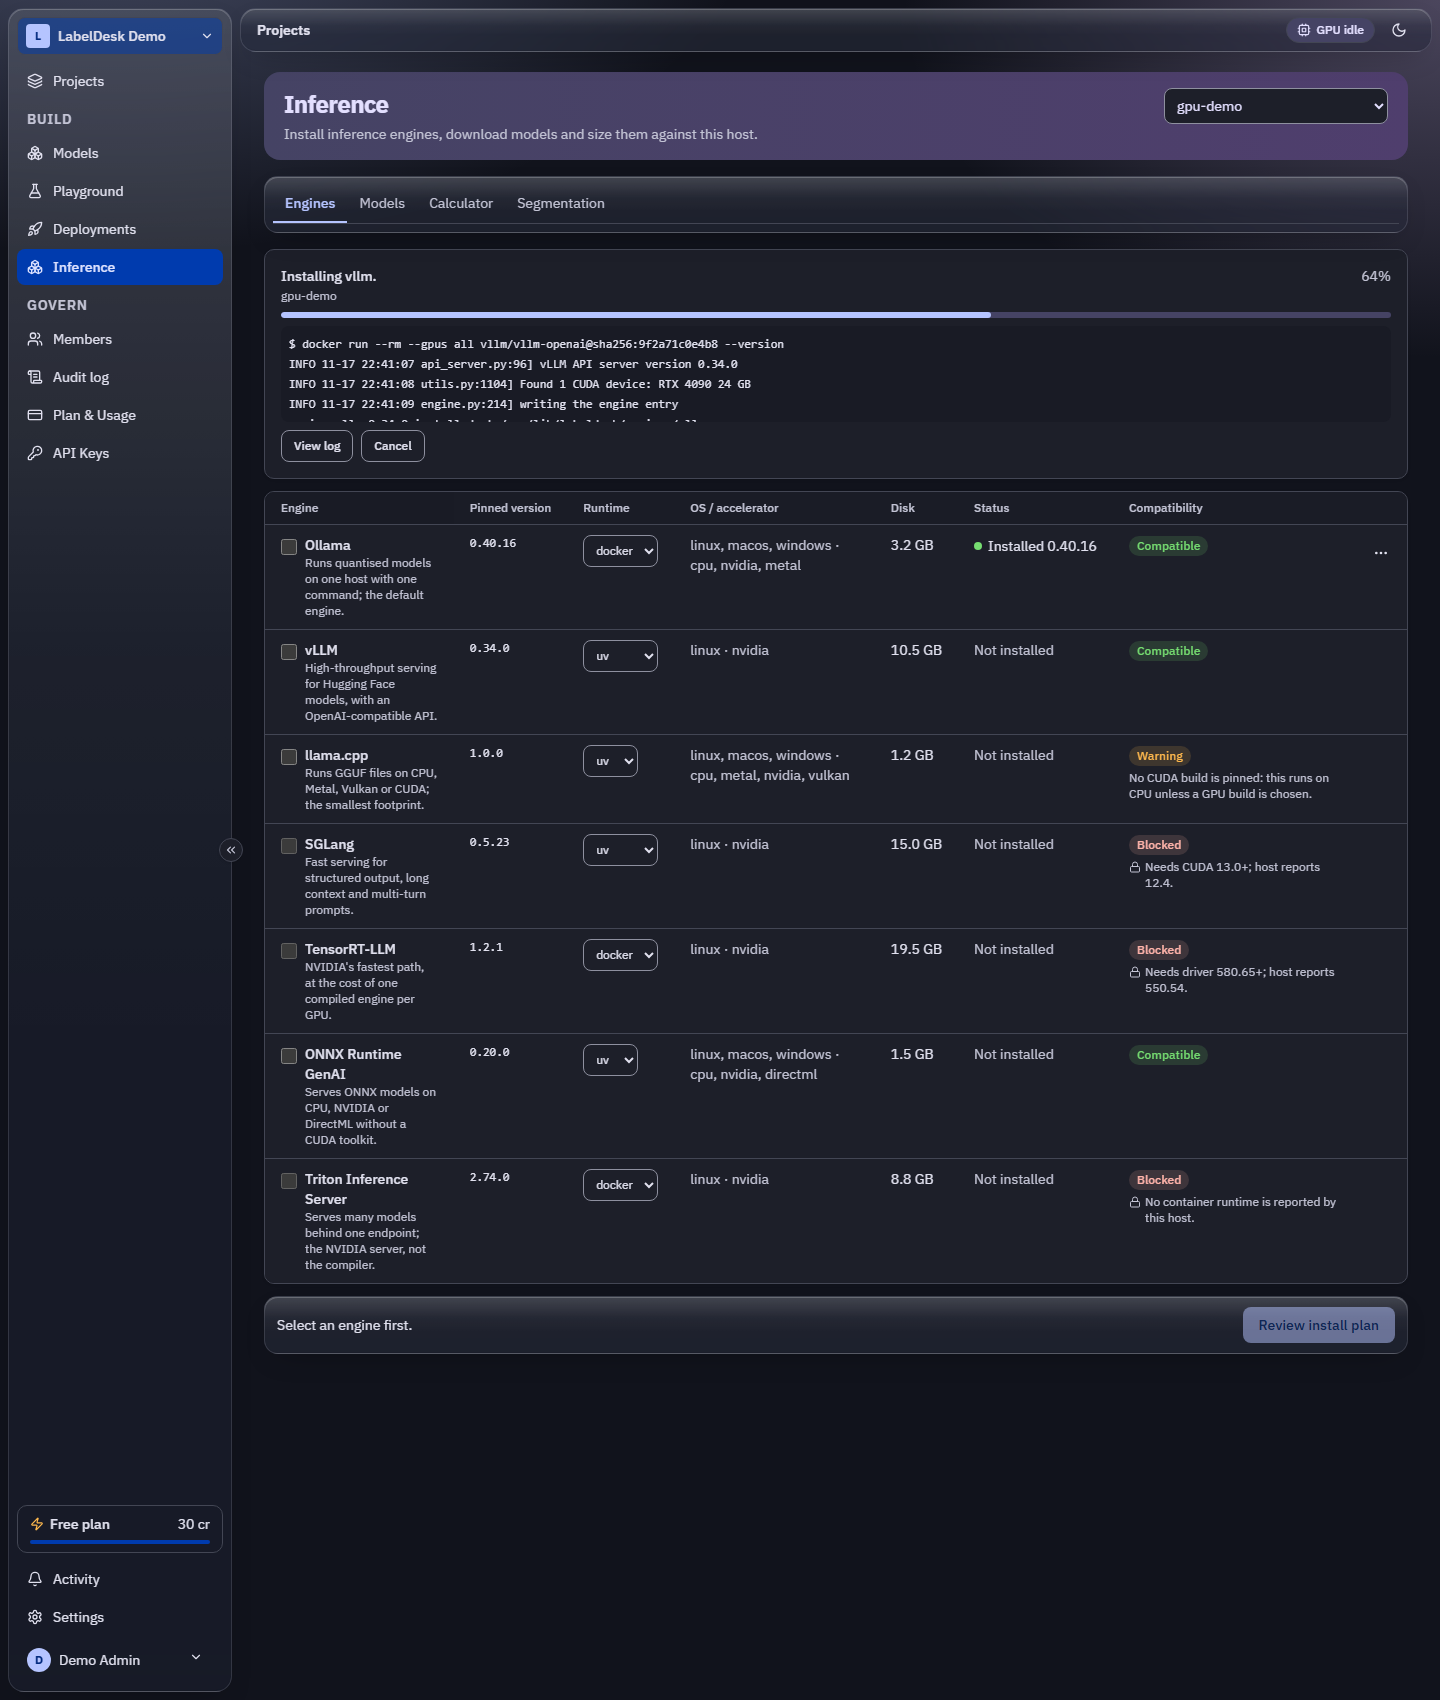 L LabelDesk Demo
Projects
BUILD
Models
Playground
Deployments
Inference
GOVERN
Members
Audit log
Plan & Usage
API Keys
Free plan 30 cr
Activity
Settings
D Demo Admin
Projects
GPU idle
Inference
Install inference engines, download models and size them against this host.
gpu-demo
Engines Models Calculator Segmentation
Installing vllm. 64%
gpu-demo
$ docker run --rm --gpus all vllm/vllm-openai@sha256:9f2a71c0e4b8 --version
INFO 11-17 22:41:07 api_server.py:96] vLLM API server version 0.34.0
INFO 11-17 22:41:08 utils.py:1104] Found 1 CUDA device: RTX 4090 24 GB
INFO 11-17 22:41:09 engine.py:214] writing the engine entry
View log Cancel
Engine Pinned version Runtime OS / accelerator Disk Status Compatibility
Ollama 0.40.16 docker linux, macos, windows · 3.2 GB Installed 0.40.16 Compatible
cpu, nvidia, metal
Runs quantised models
on one host with one
command; the default
engine.
vLLM 0.34.0 uv linux · nvidia 10.5 GB Not installed Compatible
High-throughput serving
for Hugging Face
models, with an
OpenAI-compatible API.
llama.cpp 1.0.0 uv linux, macos, windows · 1.2 GB Not installed Warning
cpu, metal, nvidia, vulkan
Runs GGUF files on CPU,
Metal, Vulkan or CUDA;
the smallest footprint.
No CUDA build is pinned: this runs on
CPU unless a GPU build is chosen.
SGLang 0.5.23 uv linux · nvidia 15.0 GB Not installed Blocked
Fast serving for
structured output, long
context and multi-turn
prompts.
Needs CUDA 13.0+; host reports
12.4.
TensorRT-LLM 1.2.1 docker linux · nvidia 19.5 GB Not installed Blocked
NVIDIA's fastest path,
at the cost of one
compiled engine per
GPU.
Needs driver 580.65+; host reports
550.54.
ONNX Runtime 0.20.0 uv linux, macos, windows · 1.5 GB Not installed Compatible
GenAI cpu, nvidia, directml
Serves ONNX models on
CPU, NVIDIA or
DirectML without a
CUDA toolkit.
Triton Inference 2.74.0 docker linux · nvidia 8.8 GB Not installed Blocked
Server
Serves many models
behind one endpoint;
the NVIDIA server, not
the compiler.
No container runtime is reported by
this host.
Select an engine first. Review install plan